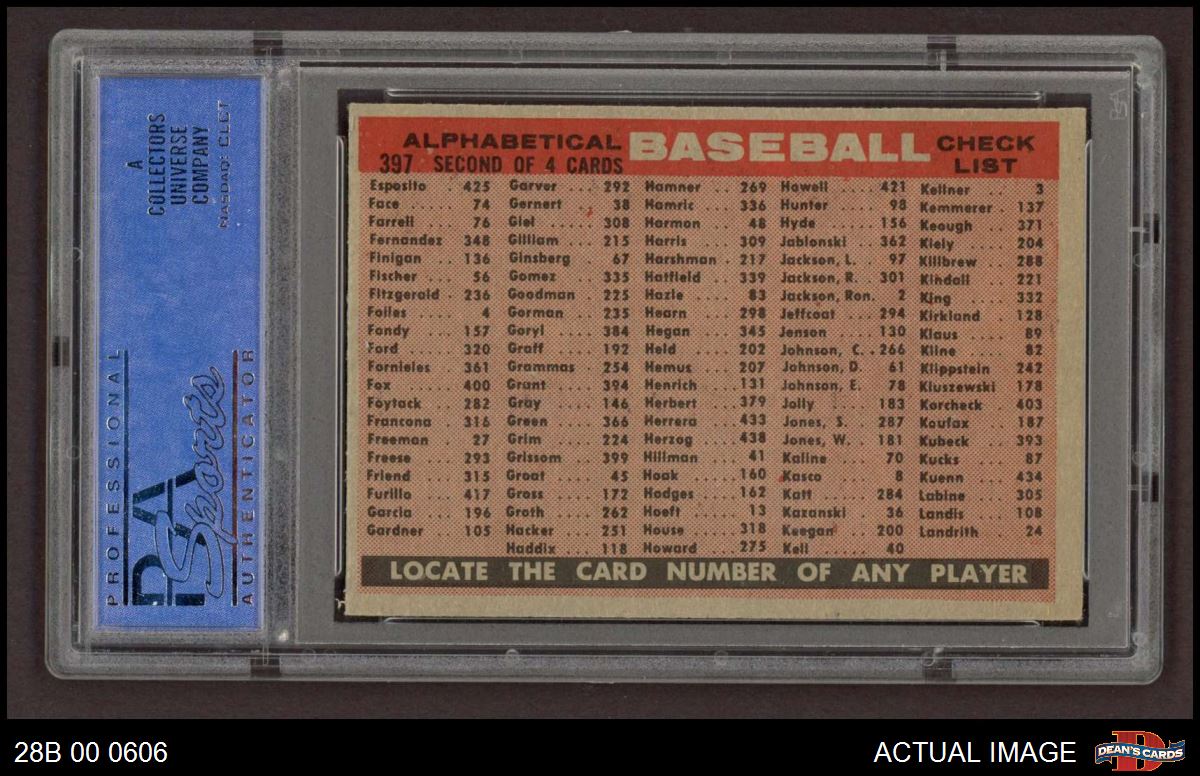 A
COLLECTORS
UNIVERSE
COMPANY
NASDAQ: CLCT
PROFESSIONAL
PSA
Sports
AUTHENTICATOR
ALPHABETICAL BASEBALL CHECK LIST
397 SECOND OF 4 CARDS
Esposito . 425
Face . . . 74
Farrell . . 76
Fernandez 348
Finigan . . 136
Fischer . . 56
Fitzgerald . 236
Foiles . . . 4
Fondy . . . 157
Ford . . . . 320
Fornieles . 361
Fox . . . . 400
Foytack . . 282
Francona . 316
Freeman . . 27
Freese . . . 293
Friend . . . 315
Furillo . . . 417
Garcia . . . 196
Gardner . . 105
Garver . . . 292
Gernert . . 38
Giel . . . . 308
Gilliam . . . 215
Ginsberg . . 67
Gomez . . . 335
Goodman . . 225
Gorman . . . 235
Goryl . . . . 384
Graff . . . . 192
Grammas . . 254
Grant . . . . 394
Gray . . . . 146
Green . . . . 366
Grim . . . . 224
Grissom . . . 399
Groat . . . . 45
Gross . . . . 172
Groth . . . . 262
Hacker . . . 251
Haddix . . . 118
Hamner . . . 269
Hamric . . . 336
Harmon . . . 48
Harris . . . . 309
Harshman . . 217
Hatfield . . . 339
Hazle . . . . 83
Hearn . . . . 298
Hegan . . . . 345
Held . . . . 202
Hemus . . . . 207
Henrich . . . 131
Herbert . . . 379
Herrera . . . 433
Herzog . . . 438
Hillman . . . 41
Hoak . . . . 160
Hodges . . . 162
Hoeft . . . . 13
House . . . . 318
Howard . . . 275
Howell . . . 421
Hunter . . . 98
Hyde . . . . 156
Jablonski . . 362
Jackson, L. . 97
Jackson, R. . 301
Jackson, Ron. 2
Jeffcoat . . . 294
Jenson . . . 130
Johnson, C. . 266
Johnson, D. 61
Johnson, E. 78
Jolly . . . . 183
Jones, S. . . 287
Jones, W. . . 181
Kaline . . . 70
Kasco . . . 8
Katt . . . . 284
Kazanski . . 36
Keegan . . . 200
Kell . . . . 40
Kellner . . 3
Kemmerer . 137
Keough . . 371
Kiely . . . 204
Killbrew . . 288
Kindall . . 221
King . . . 332
Kirkland . . 128
Klaus . . . 89
Kline . . . 82
Klippstein . 242
Kluszewski . 178
Korcheck . . 403
Koufax . . . 187
Kubeck . . . 393
Kucks . . . 87
Kuenn . . . 434
Labine . . . 305
Landis . . . 108
Landrith . . 24
LOCATE THE CARD NUMBER OF ANY PLAYER
28B 00 0606
ACTUAL IMAGE
DEAN'S CARDS